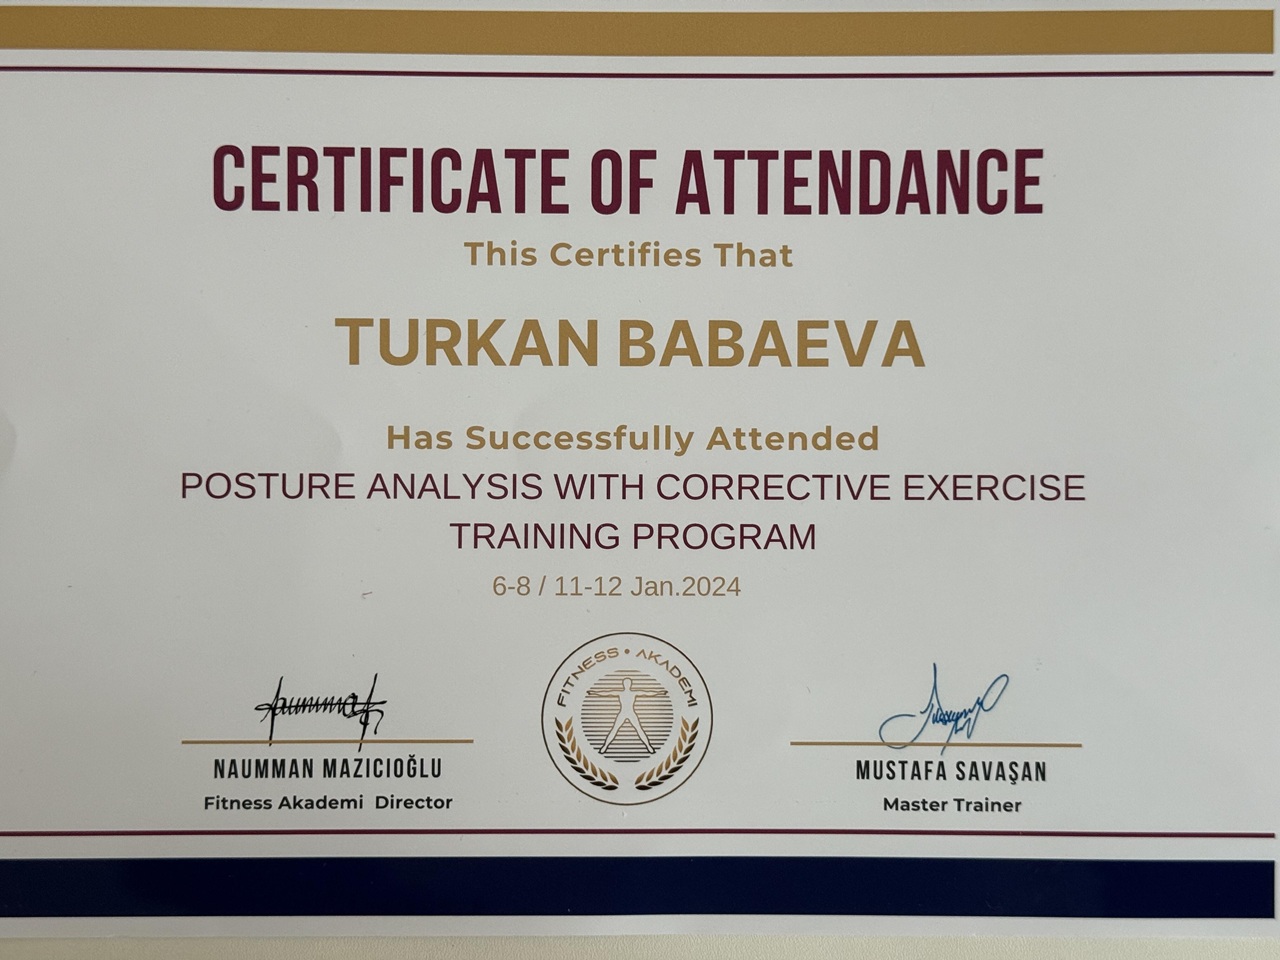 CERTIFICATE OF ATTENDANCE
This Certifies That
TURKAN BABAEVA
Has Successfully Attended
POSTURE ANALYSIS WITH CORRECTIVE EXERCISE
TRAINING PROGRAM
6-8 / 11-12 Jan.2024
FITNESS • AKADEMI
NAUMMAN MAZICIOĞLU
Fitness Akademi Director
MUSTAFA SAVAŞAN
Master Trainer